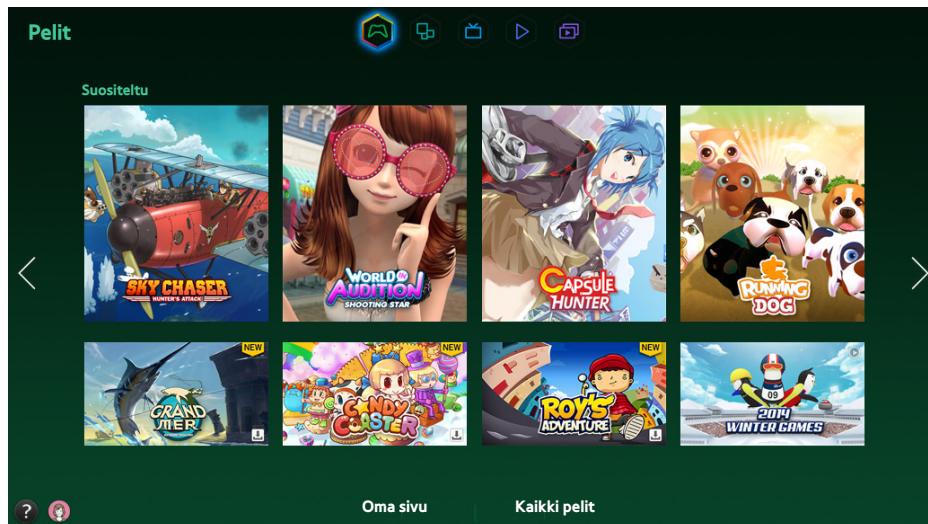 Pelit
Suositeltu
SKY CHASER
HUNTER'S ATTACK
WORLD IN
AUDITION
SHOOTING STAR
CAPSULE
HUNTER
RUNNING
DOG
NEW
GRAND
MER
NEW
CANDY
COASTER
NEW
ROY'S
ADVENTURE
09
2014
WINTER GAMES
?
Oma sivu
Kaikki pelit